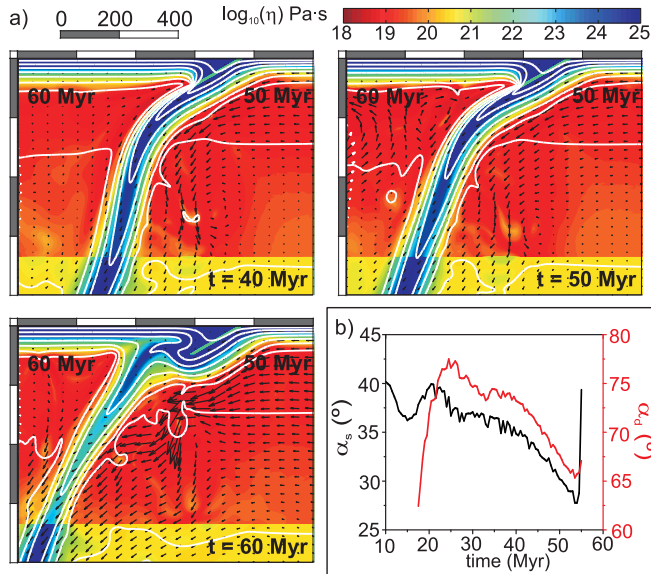 a)
0 200 400
log₁₀(η) Pa·s
18 19 20 21 22 23 24 25
60 Myr 50 Myr
t = 40 Myr
60 Myr 50 Myr
t = 50 Myr
60 Myr 50 Myr
t = 60 Myr
b)
45
40
35
30
25
αₛ (º)
80
75
70
65
60
α_d (º)
10 20 30 40 50 60
time (Myr)